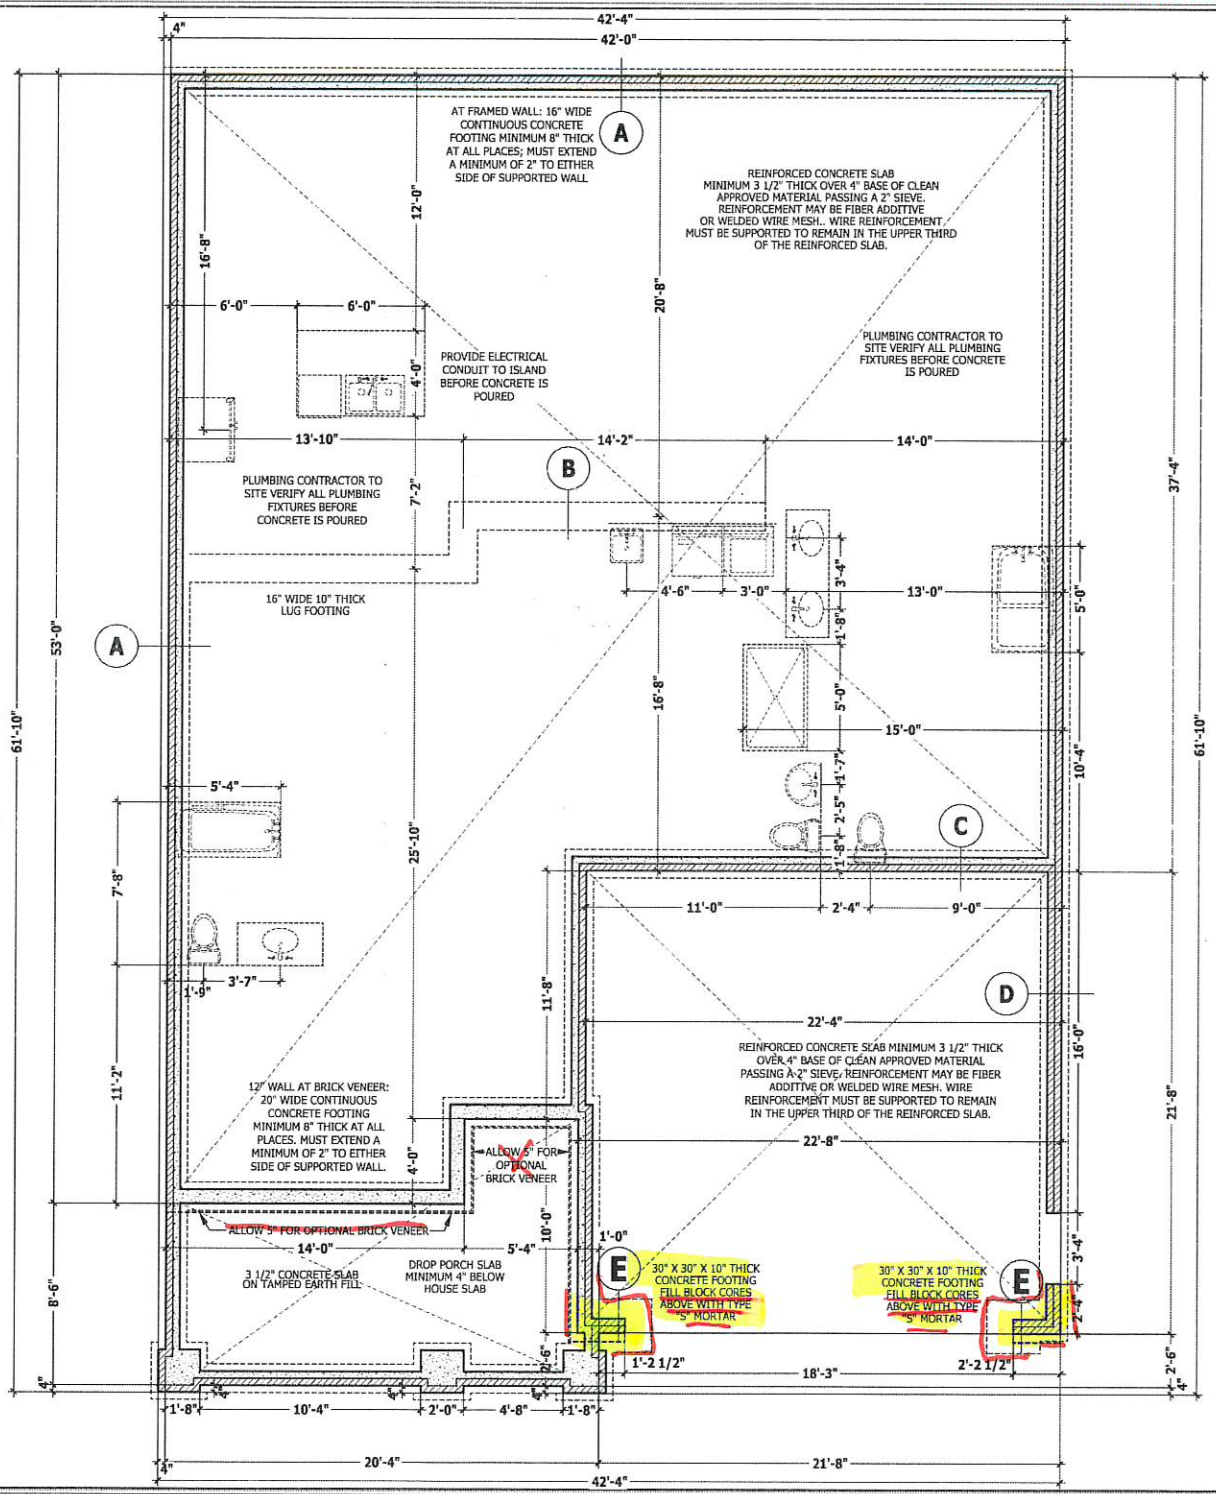 42'-4"
4"
42'-0"
AT FRAMED WALL: 16" WIDE
CONTINUOUS CONCRETE
FOOTING MINIMUM 8" THICK
AT ALL PLACES; MUST EXTEND
A MINIMUM OF 2" TO EITHER
SIDE OF SUPPORTED WALL
A
REINFORCED CONCRETE SLAB
MINIMUM 3 1/2" THICK OVER 4" BASE OF CLEAN
APPROVED MATERIAL PASSING A 2" SIEVE.
REINFORCEMENT MAY BE FIBER ADDITIVE
OR WELDED WIRE MESH.. WIRE REINFORCEMENT
MUST BE SUPPORTED TO REMAIN IN THE UPPER THIRD
OF THE REINFORCED SLAB.
12'-0"
16'-8"
20'-8"
6'-0"
6'-0"
PROVIDE ELECTRICAL
CONDUIT TO ISLAND
BEFORE CONCRETE IS
POURED
4'-0"
PLUMBING CONTRACTOR TO
SITE VERIFY ALL PLUMBING
FIXTURES BEFORE CONCRETE
IS POURED
13'-10"
14'-2"
14'-0"
B
PLUMBING CONTRACTOR TO
SITE VERIFY ALL PLUMBING
FIXTURES BEFORE
CONCRETE IS POURED
7'-2"
37'-4"
16" WIDE 10" THICK
LUG FOOTING
4'-6"
3'-0"
3'-4"
13'-0"
5'-0"
1'-8"
53'-0"
A
16'-8"
5'-0"
15'-0"
61'-10"
61'-10"
10'-4"
5'-4"
1'-7"
2'-5"
C
25'-10"
1'-8"
7'-8"
11'-0"
2'-4"
9'-0"
3'-7"
1'-9"
11'-8"
D
22'-4"
16'-0"
REINFORCED CONCRETE SLAB MINIMUM 3 1/2" THICK
OVER 4" BASE OF CLEAN APPROVED MATERIAL
PASSING A 2" SIEVE. REINFORCEMENT MAY BE FIBER
ADDITIVE OR WELDED WIRE MESH. WIRE
REINFORCEMENT MUST BE SUPPORTED TO REMAIN
IN THE UPPER THIRD OF THE REINFORCED SLAB.
11'-2"
12" WALL AT BRICK VENEER:
20" WIDE CONTINUOUS
CONCRETE FOOTING
MINIMUM 8" THICK AT ALL
PLACES. MUST EXTEND A
MINIMUM OF 2" TO EITHER
SIDE OF SUPPORTED WALL.
21'-8"
22'-8"
4'-0"
ALLOW 5" FOR
OPTIONAL
BRICK VENEER
ALLOW 5" FOR OPTIONAL BRICK VENEER
10'-0"
14'-0"
5'-4"
1'-0"
3'-4"
3 1/2" CONCRETE SLAB
ON TAMPED EARTH FILL
DROP PORCH SLAB
MINIMUM 4" BELOW
HOUSE SLAB
E
30" X 30" X 10" THICK
CONCRETE FOOTING
FILL BLOCK CORES
ABOVE WITH TYPE
"S" MORTAR
30" X 30" X 10" THICK
CONCRETE FOOTING
FILL BLOCK CORES
ABOVE WITH TYPE
"S" MORTAR
E
8'-6"
2'-4"
2'-6"
1'-2 1/2"
18'-3"
2'-2 1/2"
2'-6"
4"
4"
4"
4"
4"
1'-8"
10'-4"
2'-0"
4'-8"
1'-8"
4"
20'-4"
21'-8"
42'-4"